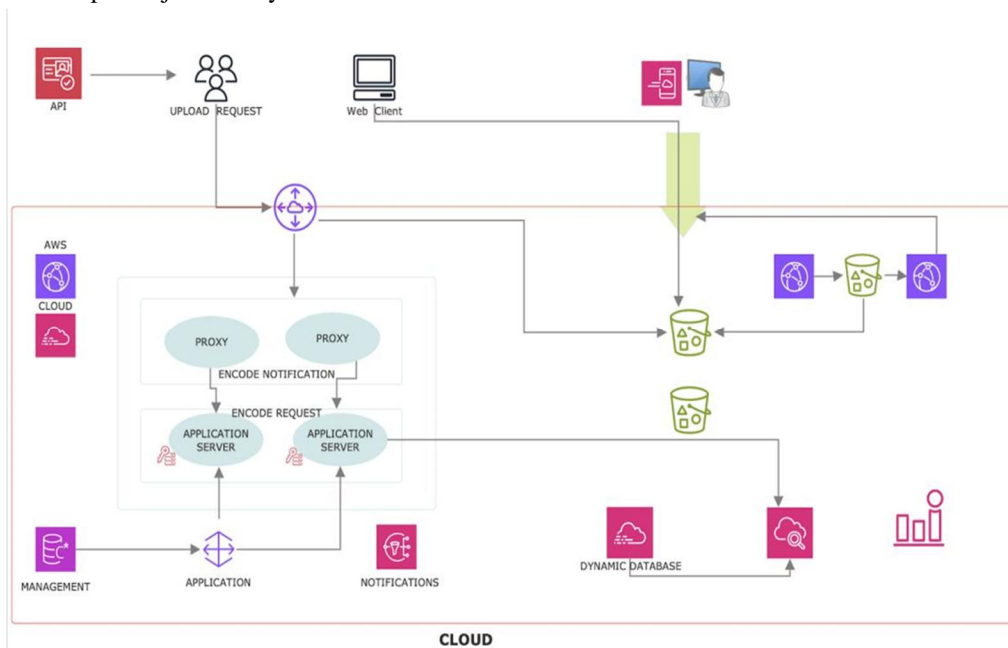 API
UPLOAD REQUEST
Web Client
AWS
CLOUD
PROXY
PROXY
ENCODE NOTIFICATION
ENCODE REQUEST
APPLICATION
SERVER
APPLICATION
SERVER
MANAGEMENT
APPLICATION
NOTIFICATIONS
DYNAMIC DATABASE
CLOUD